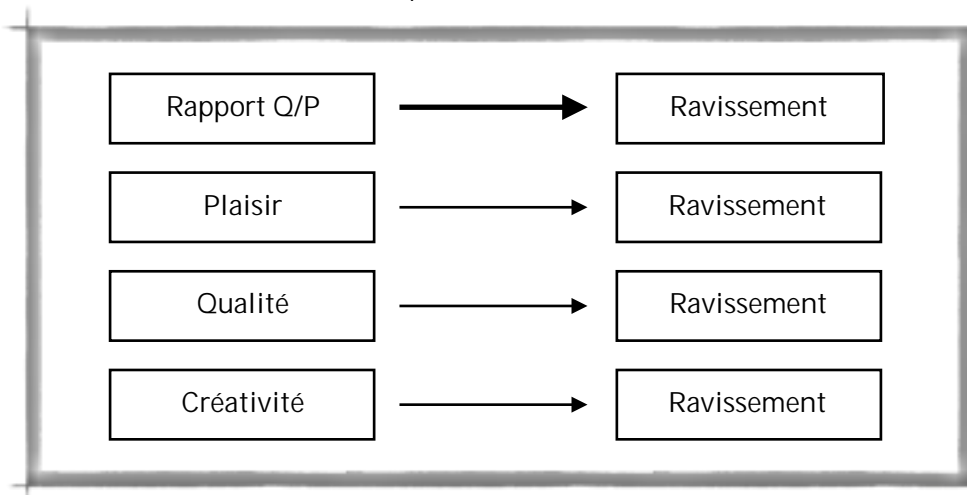 Rapport Q/P
Ravissement
Plaisir
Ravissement
Qualité
Ravissement
Créativité
Ravissement